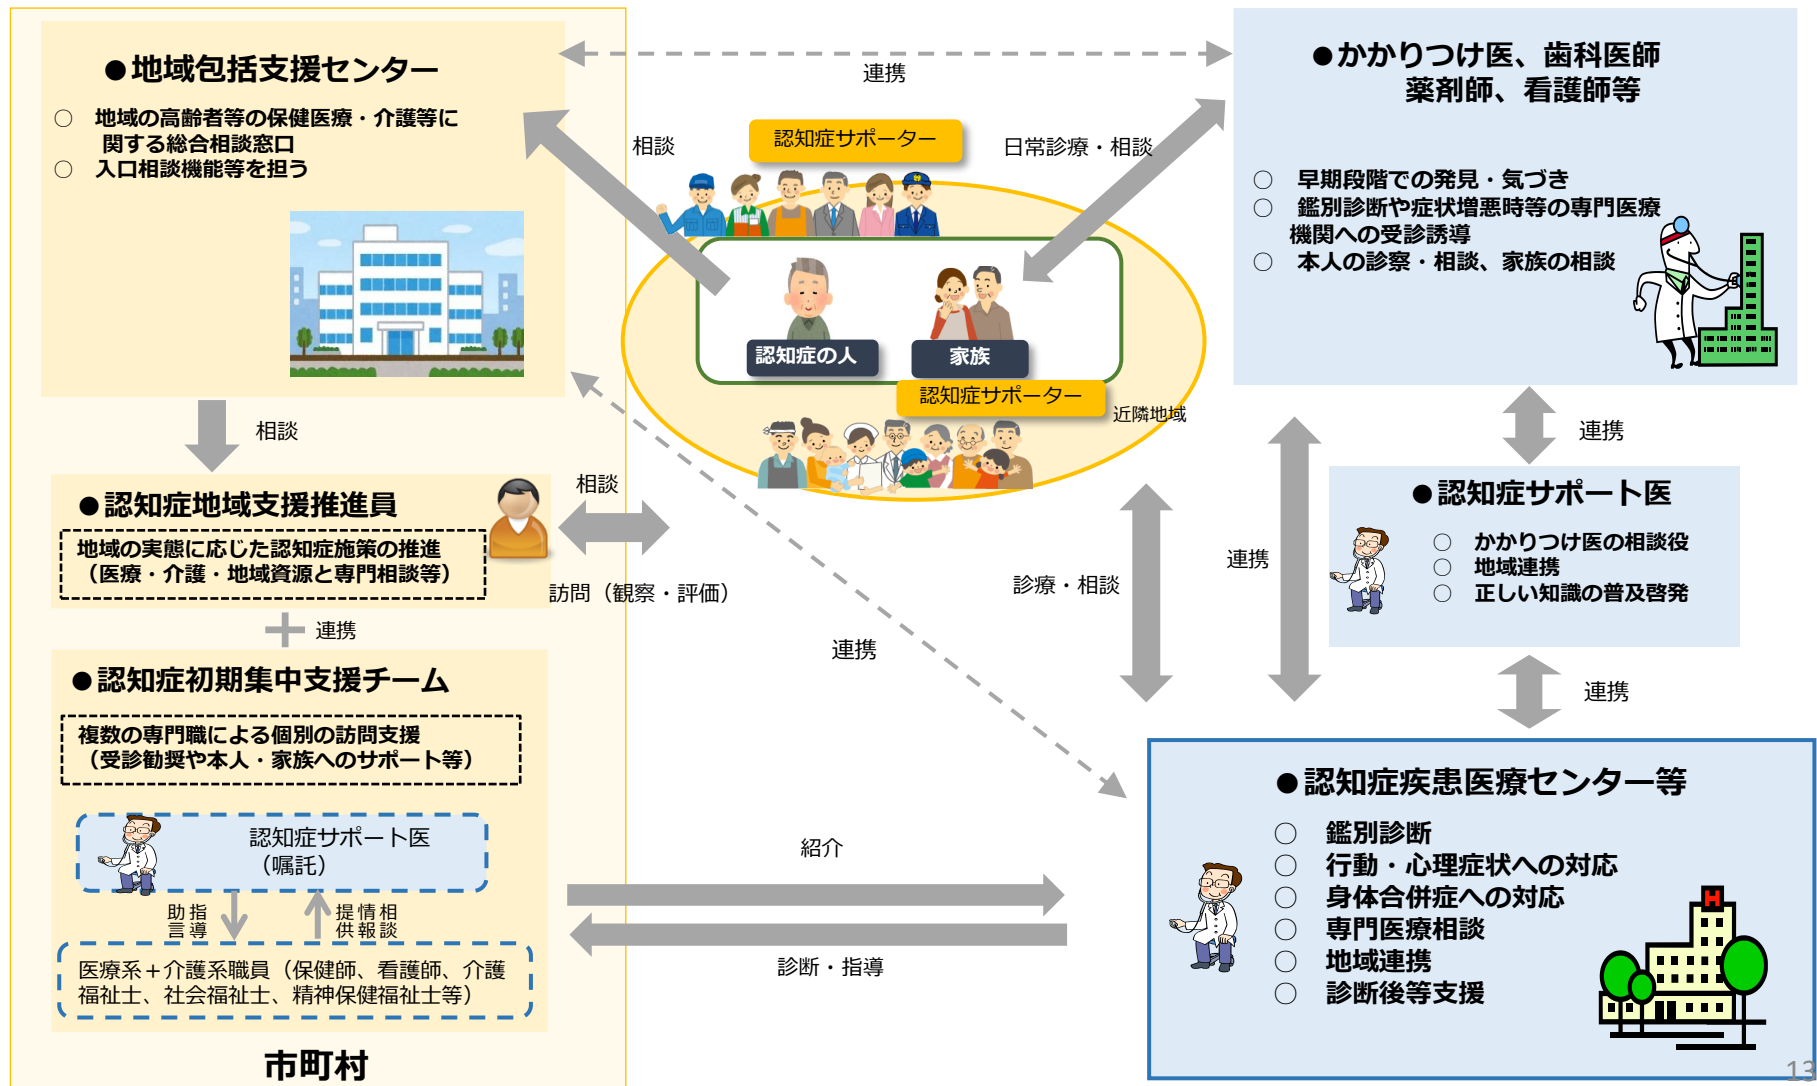 ●地域包括支援センター
○ 地域の高齢者等の保健医療・介護等に
関する総合相談窓口
○ 入口相談機能等を担う
相談
●認知症地域支援推進員
地域の実態に応じた認知症施策の推進
（医療・介護・地域資源と専門相談等）
連携
●認知症初期集中支援チーム
複数の専門職による個別の訪問支援
（受診勧奨や本人・家族へのサポート等）
認知症サポート医
（嘱託）
指導
助言
相談
情報
提供
医療系＋介護系職員（保健師、看護師、介護
福祉士、社会福祉士、精神保健福祉士等）
市町村
連携
相談
認知症サポーター
日常診療・相談
認知症の人
家族
認知症サポーター
近隣地域
相談
訪問（観察・評価）
連携
診療・相談
連携
紹介
診断・指導
●かかりつけ医、歯科医師
薬剤師、看護師等
○ 早期段階での発見・気づき
○ 鑑別診断や症状増悪時等の専門医療
機関への受診誘導
○ 本人の診察・相談、家族の相談
連携
●認知症サポート医
○ かかりつけ医の相談役
○ 地域連携
○ 正しい知識の普及啓発
連携
●認知症疾患医療センター等
○ 鑑別診断
○ 行動・心理症状への対応
○ 身体合併症への対応
○ 専門医療相談
○ 地域連携
○ 診断後等支援
H
13